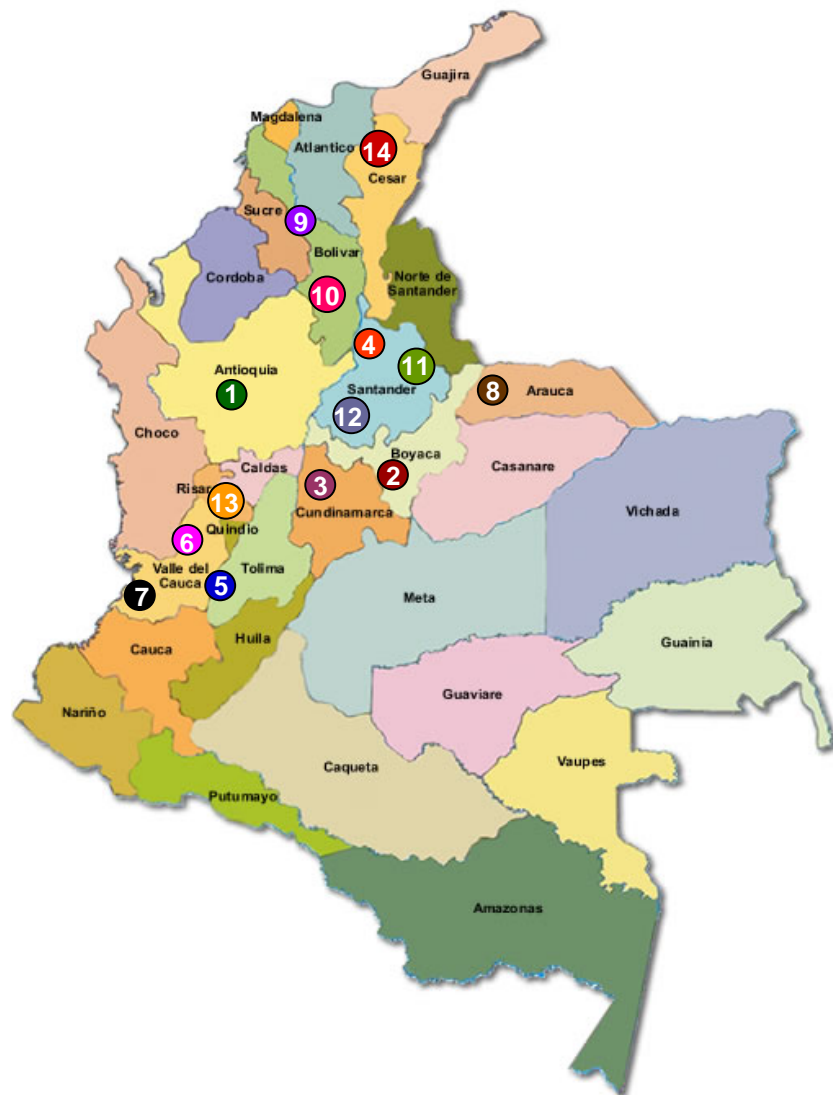 Guajira
Magdalena
Atlantico
14
Cesar
Sucre
9
Bolivar
Cordoba
Norte de
Santander
10
4
11
Antioquia
1
Santander
8
Arauca
12
Choco
Boyaca
2
Caldas
Casanare
3
Risar
13
Cundinamarca
Vichada
Quindio
6
Valle del
Cauca
5
Tolima
7
Meta
Huila
Cauca
Guainia
Guaviare
Nariño
Vaupes
Caqueta
Putumayo
Amazonas